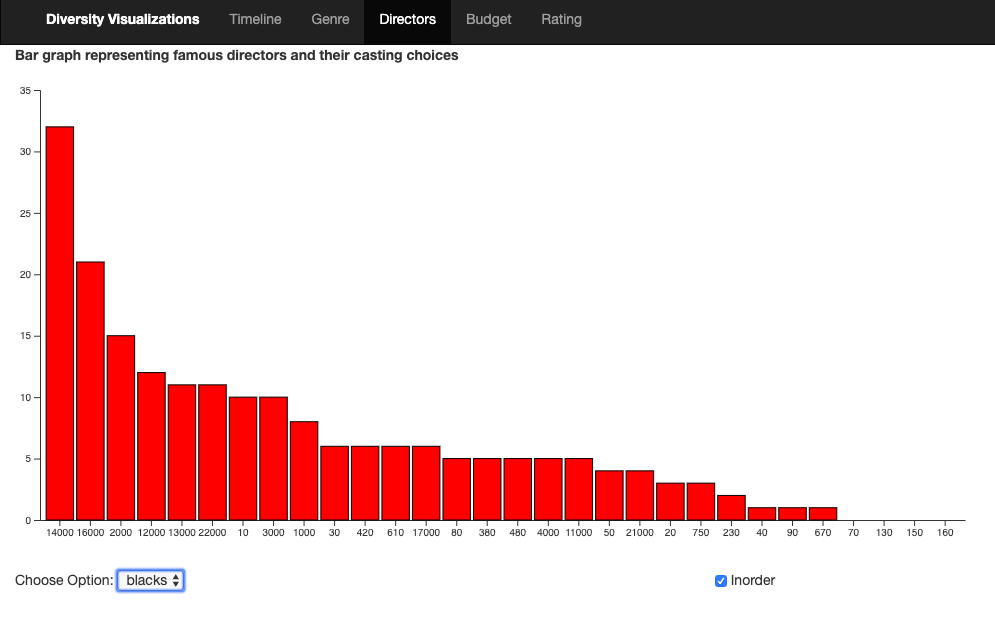 Diversity Visualizations Timeline Genre Directors Budget Rating
Bar graph representing famous directors and their casting choices
35
30
25
20
15
10
5
0
14000 16000 2000 12000 13000 22000 10 3000 1000 30 420 610 17000 80 380 480 4000 11000 50 21000 20 750 230 40 90 670 70 130 150 160
Choose Option: blacks Inorder